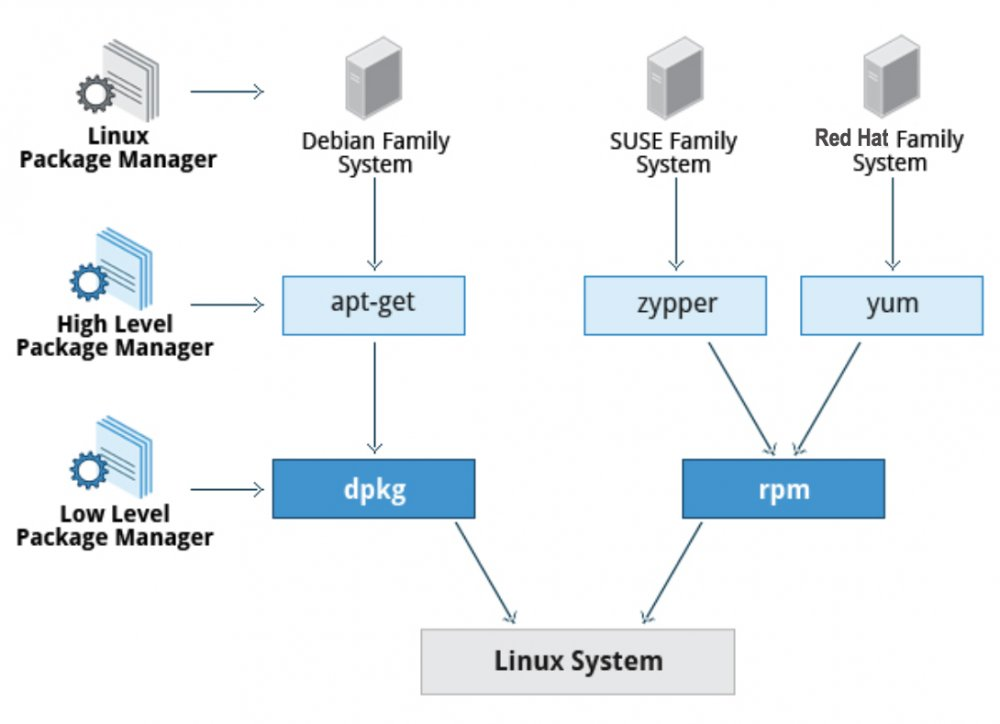 Linux
Package Manager
Debian Family
System
SUSE Family
System
Red Hat Family
System
High Level
Package Manager
apt-get
zypper
yum
Low Level
Package Manager
dpkg
rpm
Linux System